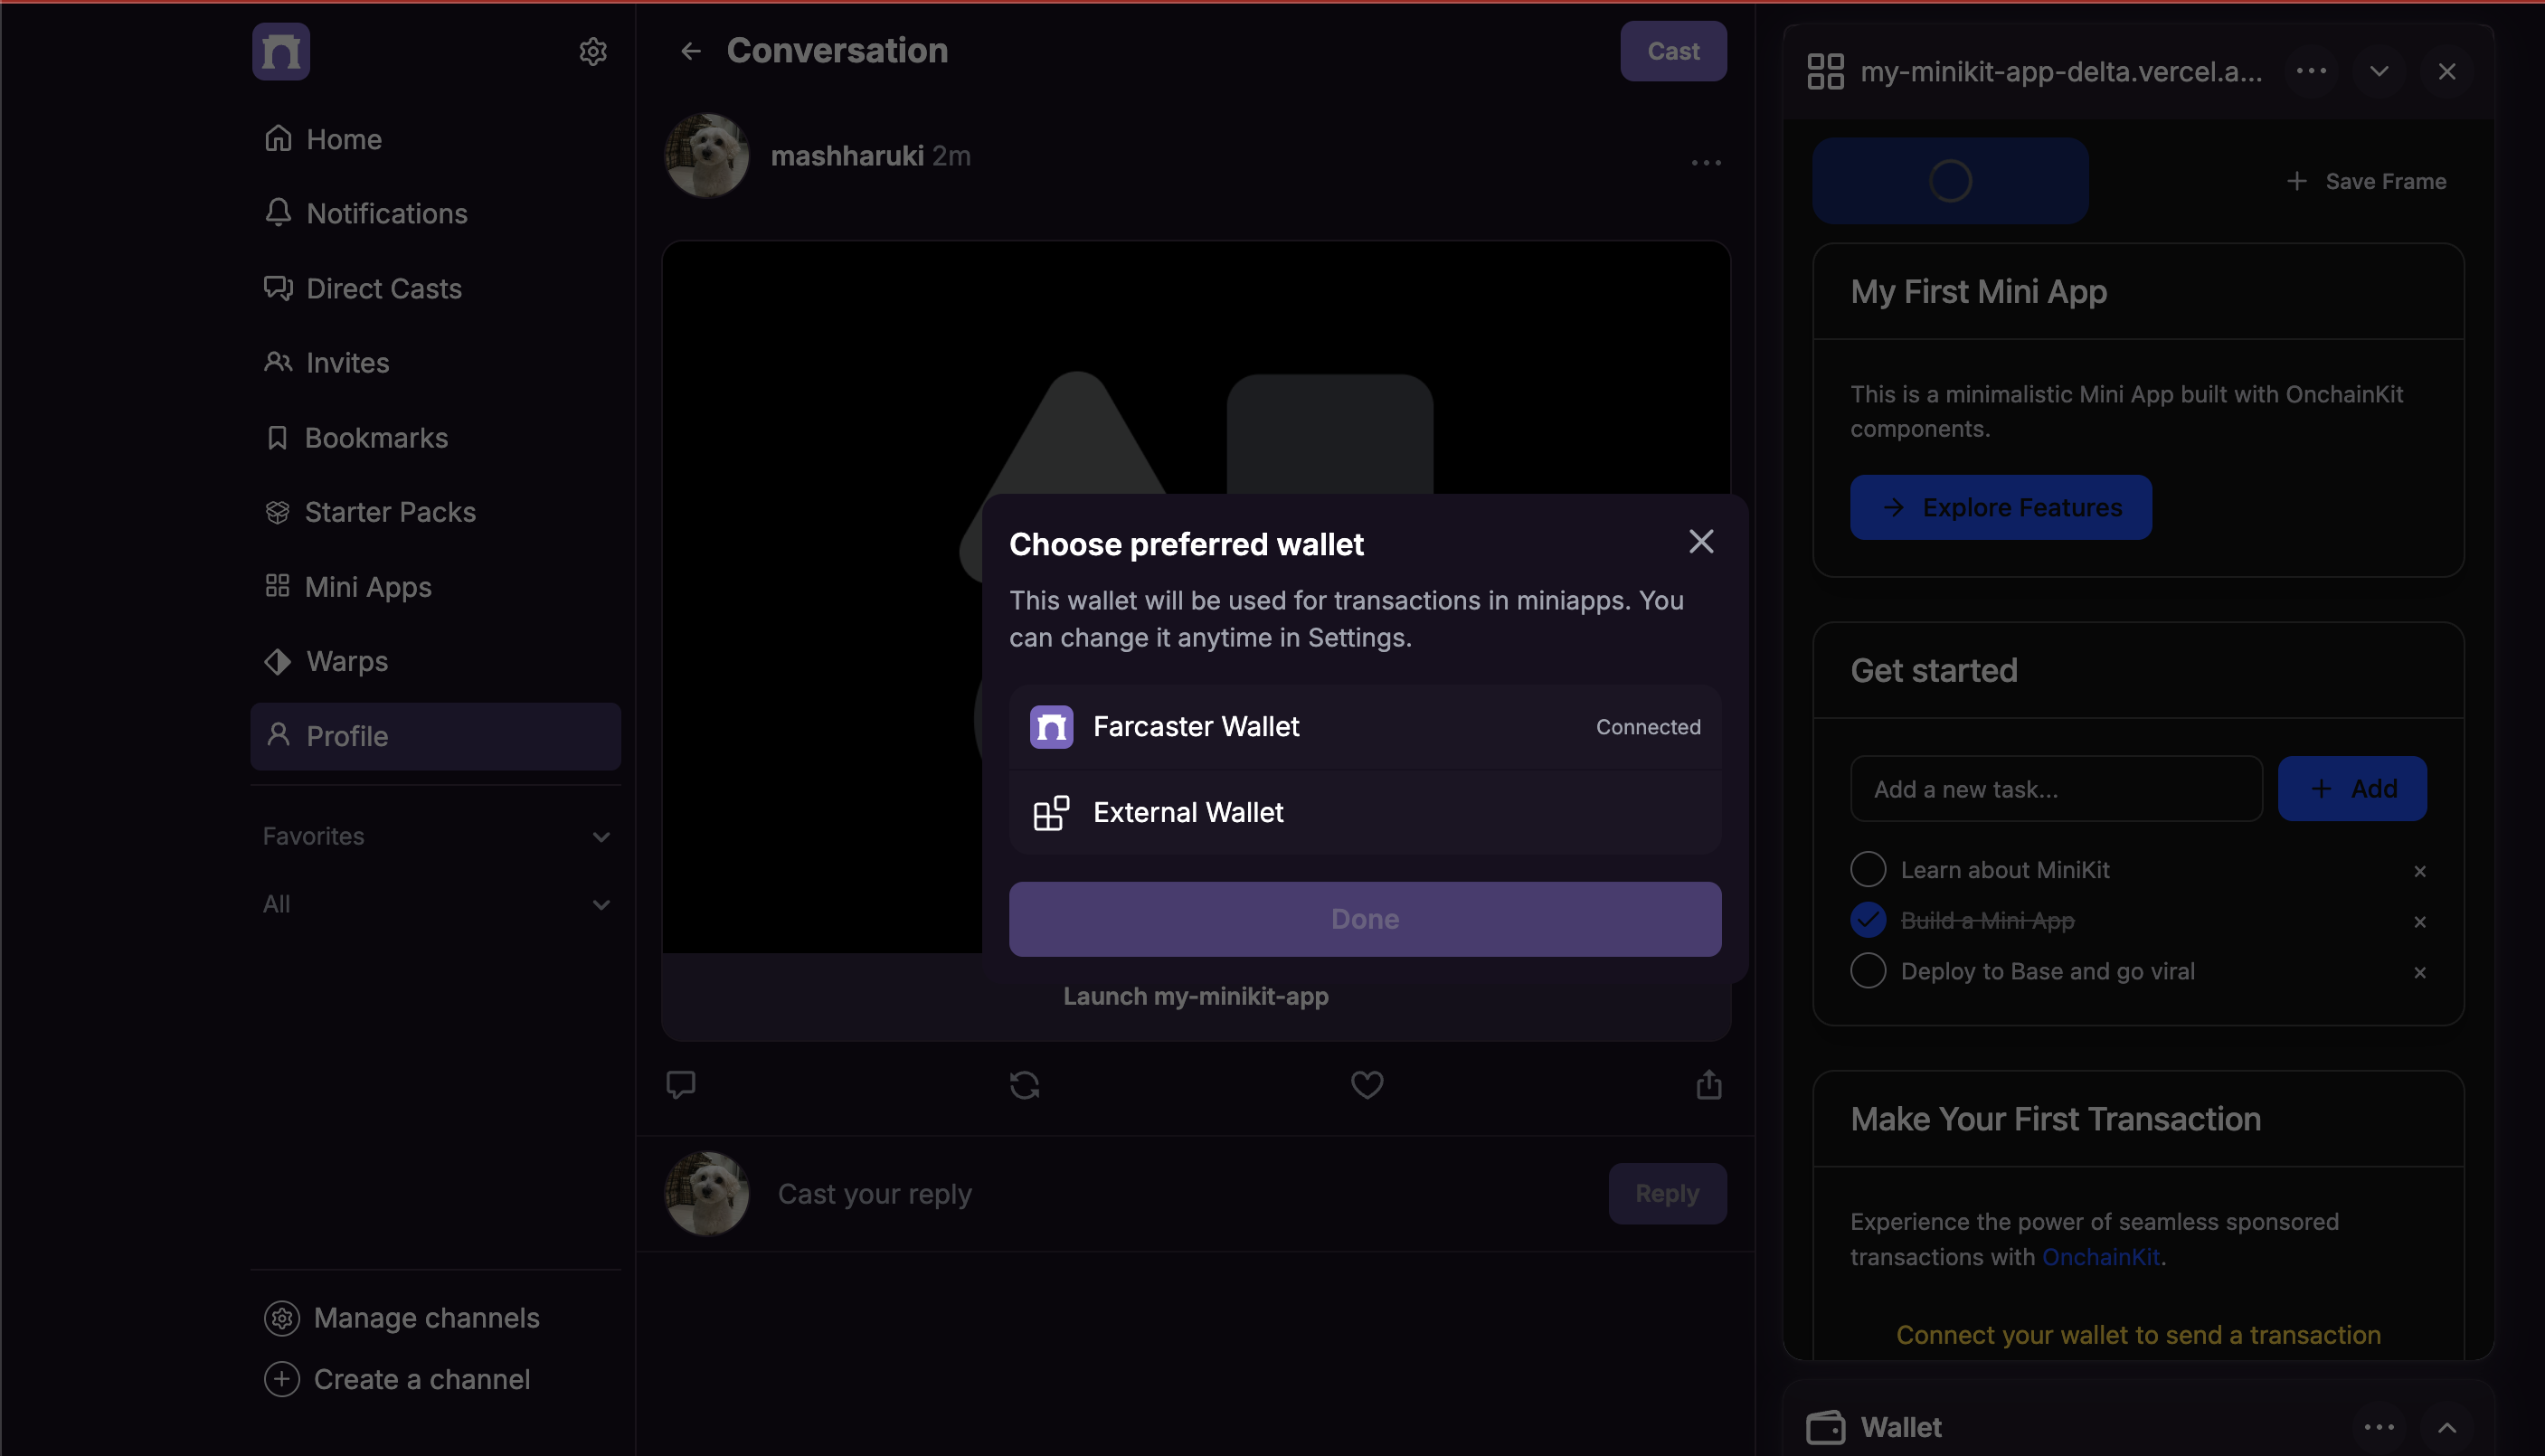 Home
Notifications
Direct Casts
Invites
Bookmarks
Starter Packs
Mini Apps
Warps
Profile
Favorites
All
Manage channels
Create a channel
Conversation
Cast
mashharuki 2m
Choose preferred wallet
This wallet will be used for transactions in miniapps. You
can change it anytime in Settings.
Farcaster Wallet
Connected
External Wallet
Done
Launch my-minikit-app
Cast your reply
Reply
my-minikit-app-delta.vercel.a...
Save Frame
My First Mini App
This is a minimalistic Mini App built with OnchainKit
components.
Explore Features
Get started
Add a new task...
Add
Learn about MiniKit
Build a Mini App
Deploy to Base and go viral
Make Your First Transaction
Experience the power of seamless sponsored
transactions with OnchainKit.
Connect your wallet to send a transaction
Wallet